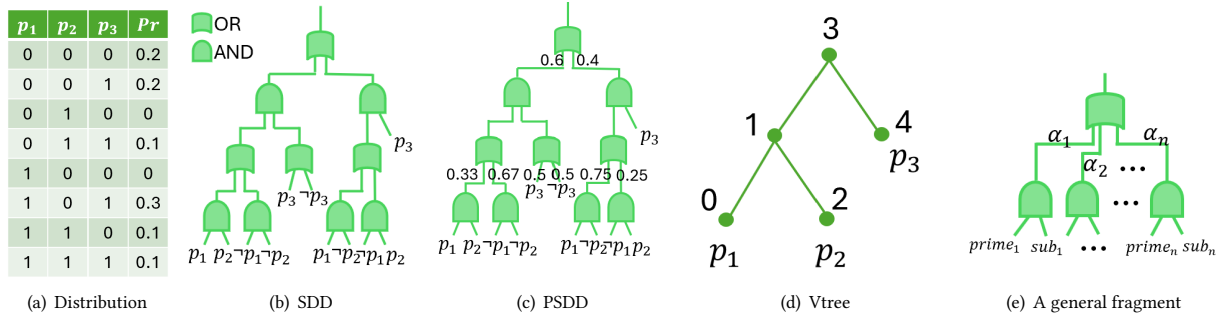 p₁ p₂ p₃ Pr
0 0 0 0.2
0 0 1 0.2
0 1 0 0
0 1 1 0.1
1 0 0 0
1 0 1 0.3
1 1 0 0.1
1 1 1 0.1
(a) Distribution
OR
AND
p₃
p₃ ¬p₃
p₁ p₂ ¬p₁ ¬p₂ p₁ ¬p₂ ¬p₁ p₂
(b) SDD
0.6 0.4
p₃
0.33 0.67 0.5 0.5 0.75 0.25
p₃ ¬p₃
p₁ p₂ ¬p₁ ¬p₂ p₁ ¬p₂ ¬p₁ p₂
(c) PSDD
3
1 4
p₃
0 2
p₁ p₂
(d) Vtree
α₁ αₙ
α₂ ...
...
prime₁ sub₁ ... primeₙ subₙ
(e) A general fragment